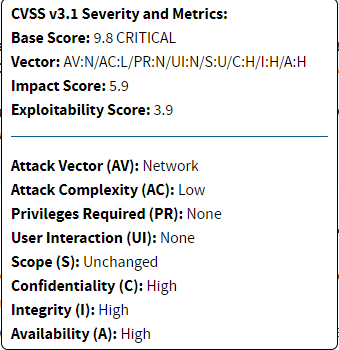 CVSS v3.1 Severity and Metrics:
Base Score: 9.8 CRITICAL
Vector: AV:N/AC:L/PR:N/UI:N/S:U/C:H/I:H/A:H
Impact Score: 5.9
Exploitability Score: 3.9
Attack Vector (AV): Network
Attack Complexity (AC): Low
Privileges Required (PR): None
User Interaction (UI): None
Scope (S): Unchanged
Confidentiality (C): High
Integrity (I): High
Availability (A): High